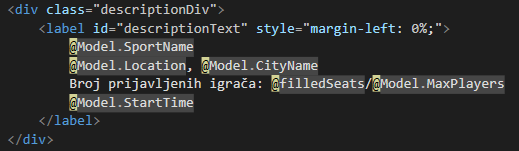 <div class="descriptionDiv">
<label id="descriptionText" style="margin-left: 0%;">
@Model.SportName
@Model.Location, @Model.CityName
Broj prijavljenih igrača: @filledSeats/@Model.MaxPlayers
@Model.StartTime
</label>
</div>